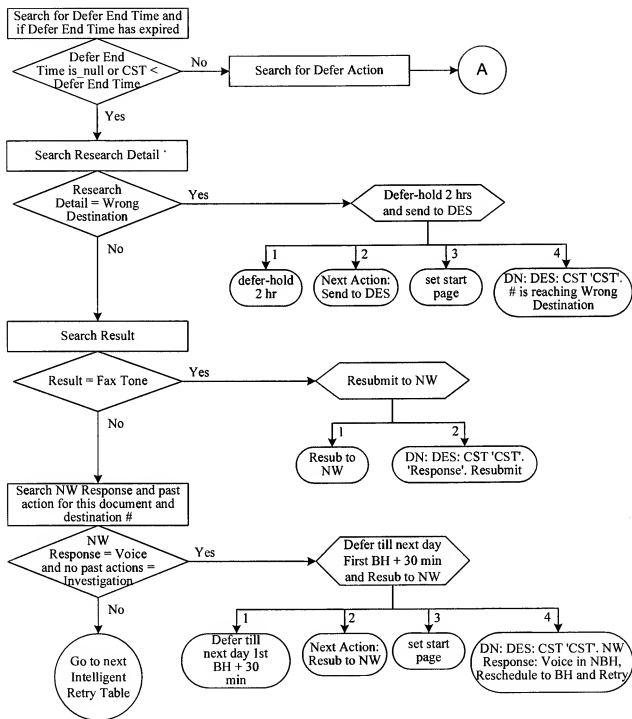 Search for Defer End Time and
if Defer End Time has expired
Defer End
Time is_null or CST <
Defer End Time
No
Search for Defer Action
A
Yes
Search Research Detail
Research
Detail = Wrong
Destination
Yes
Defer-hold 2 hrs
and send to DES
No
1
2
3
4
defer-hold
2 hr
Next Action:
Send to DES
set start
page
DN: DES: CST 'CST'.
# is reaching Wrong
Destination
Search Result
Result = Fax Tone
Yes
Resubmit to NW
No
1
2
Resub to
NW
DN: DES: CST 'CST'.
'Response'. Resubmit
Search NW Response and past
action for this document and
destination #
NW
Response = Voice
and no past actions =
Investigation
Yes
Defer till next day
First BH + 30 min
and Resub to NW
No
1
2
3
4
Defer till
next day 1st
BH + 30
min
Next Action:
Resub to NW
set start
page
DN: DES: CST 'CST'. NW
Response: Voice in NBH,
Reschedule to BH and Retry
Go to next
Intelligent
Retry Table